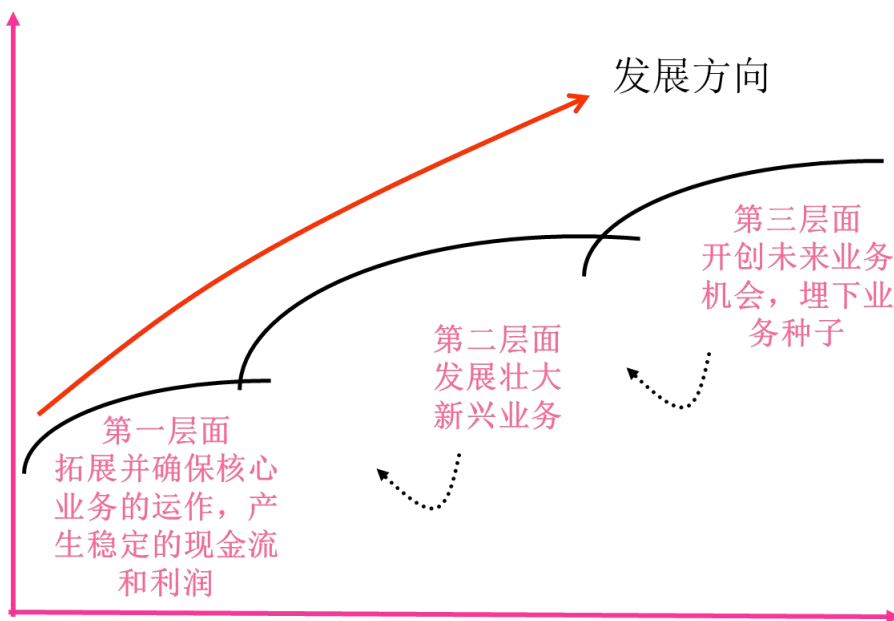 发展方向
第三层面
开创未来业务
机会，埋下业
务种子
第二层面
发展壮大
新兴业务
第一层面
拓展并确保核心
业务的运作，产
生稳定的现金流
和利润